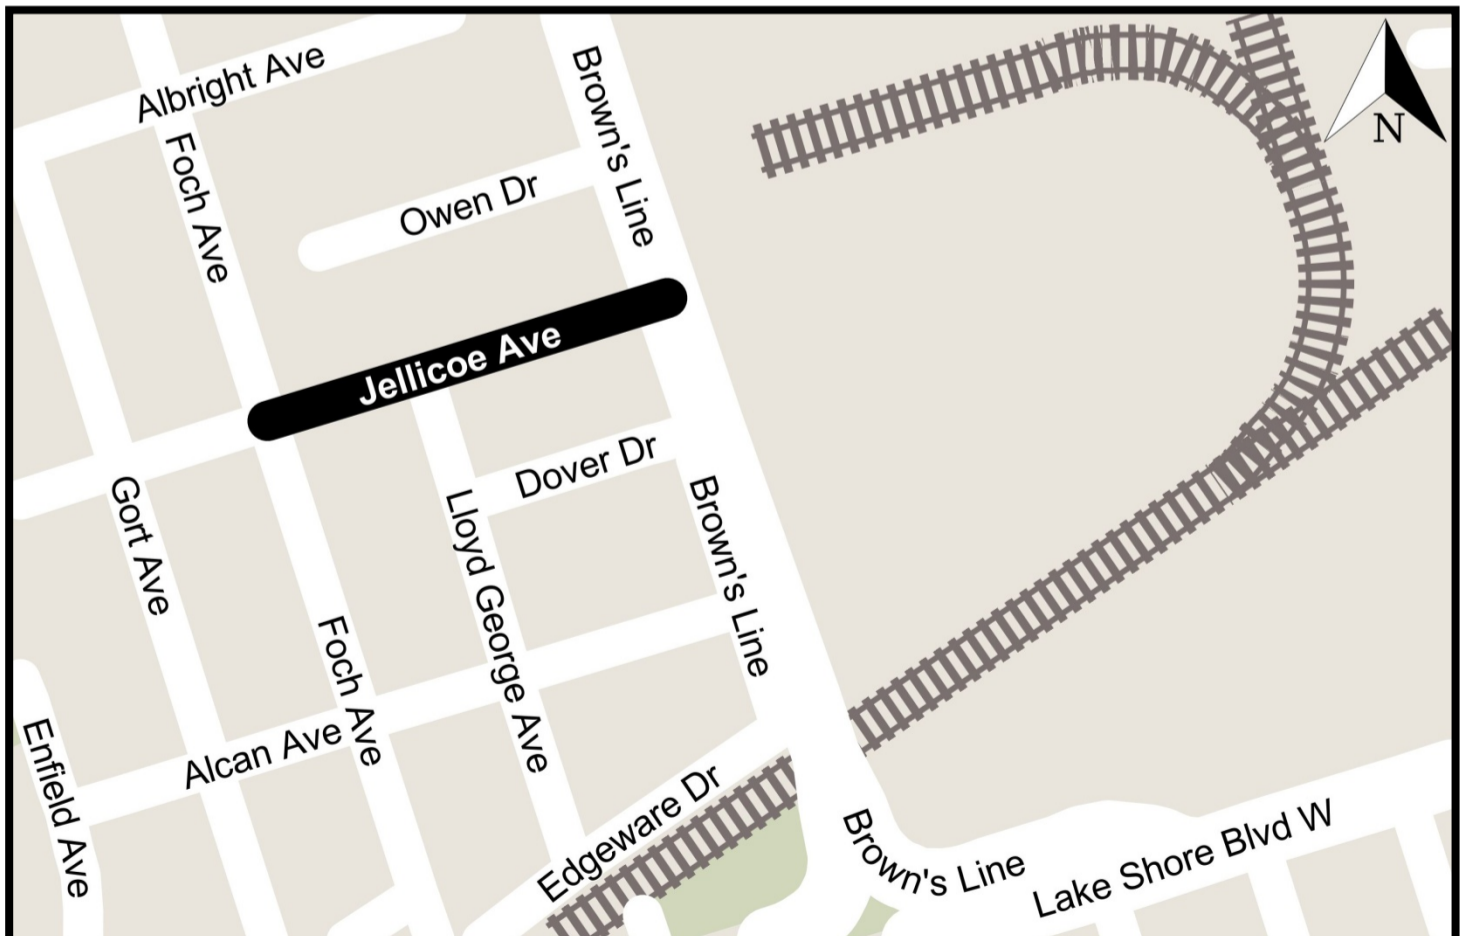 Albright Ave
Brown's Line
N
Foch Ave
Owen Dr
Jellicoe Ave
Dover Dr
Gort Ave
Lloyd George Ave
Brown's Line
Foch Ave
Alcan Ave
Enfield Ave
Edgeware Dr
Brown's Line
Lake Shore Blvd W